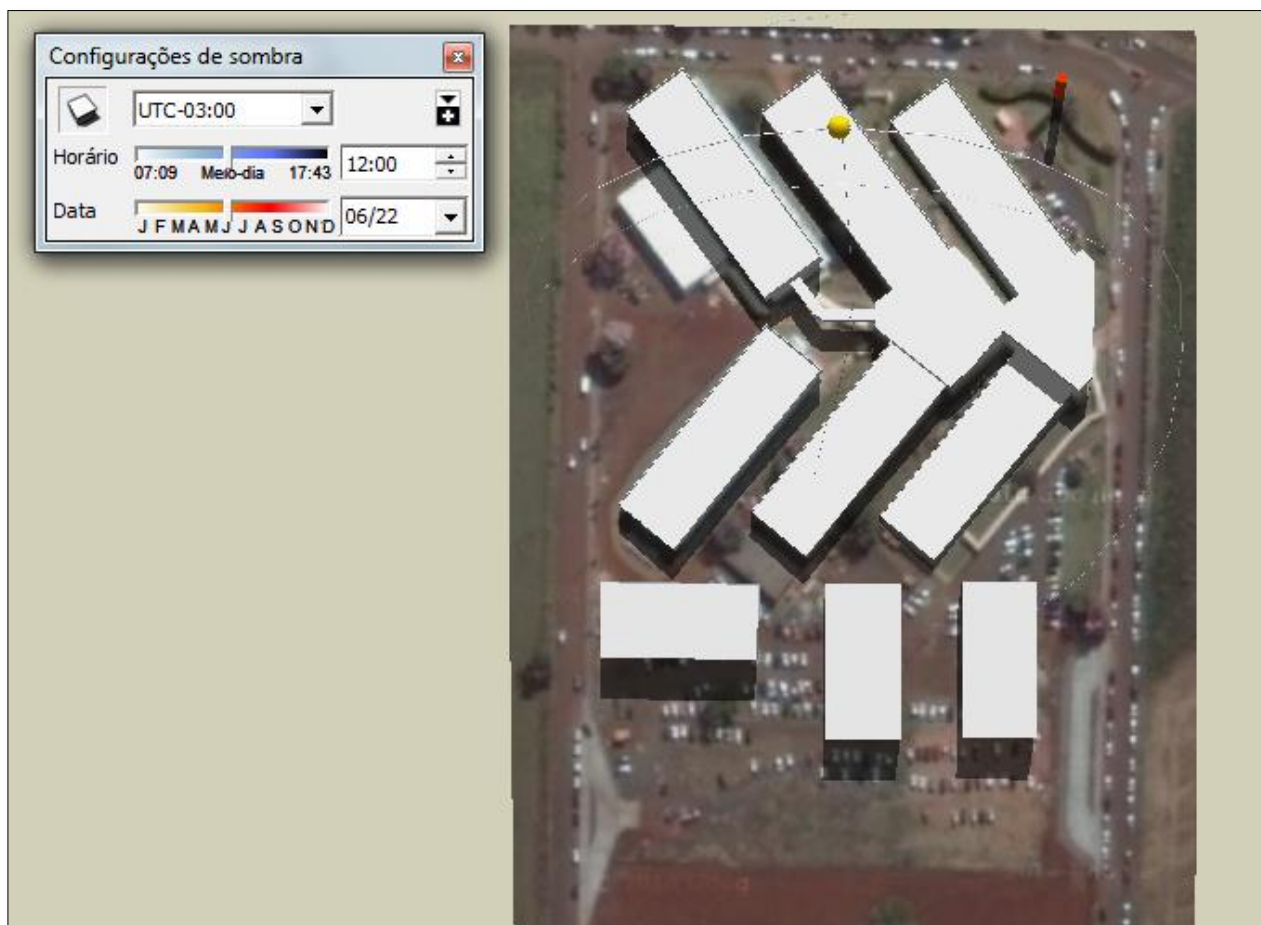 Configurações de sombra
UTC-03:00
Horário
07:09 Meio-dia 17:43
12:00
Data
J F M A M J J A S O N D
06/22